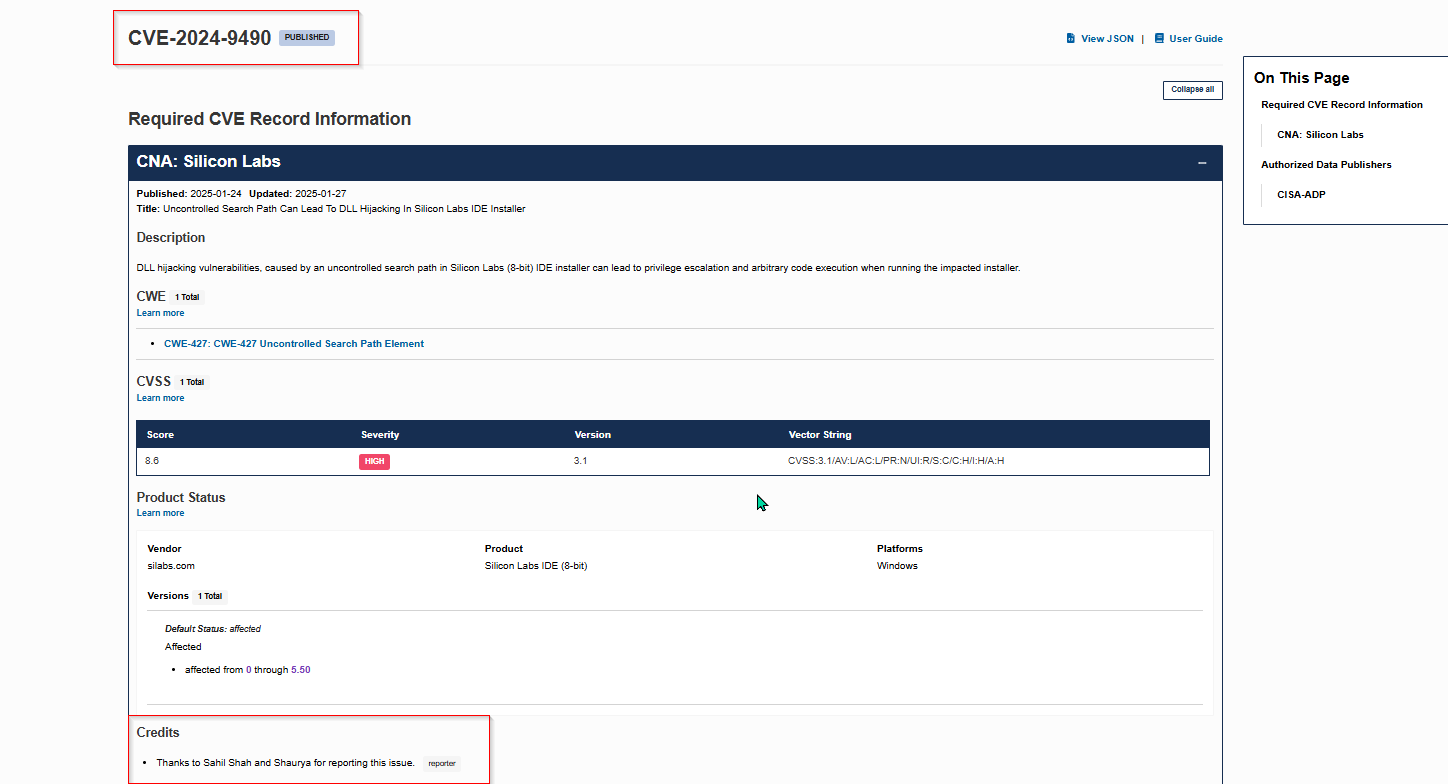 CVE-2024-9490 PUBLISHED
View JSON | User Guide
Collapse all
Required CVE Record Information
CNA: Silicon Labs
Published: 2025-01-24 Updated: 2025-01-27
Title: Uncontrolled Search Path Can Lead To DLL Hijacking In Silicon Labs IDE Installer
Description
DLL hijacking vulnerabilities, caused by an uncontrolled search path in Silicon Labs (8-bit) IDE installer can lead to privilege escalation and arbitrary code execution when running the impacted installer.
CWE 1 Total
Learn more
• CWE-427: CWE-427 Uncontrolled Search Path Element
CVSS 1 Total
Learn more
Score Severity Version Vector String
8.6 HIGH 3.1 CVSS:3.1/AV:L/AC:L/PR:N/UI:R/S:C/C:H/I:H/A:H
Product Status
Learn more
Vendor Product Platforms
silabs.com Silicon Labs IDE (8-bit) Windows
Versions 1 Total
Default Status: affected
Affected
• affected from 0 through 5.50
Credits
• Thanks to Sahil Shah and Shaurya for reporting this issue. reporter
On This Page
Required CVE Record Information
CNA: Silicon Labs
Authorized Data Publishers
CISA-ADP